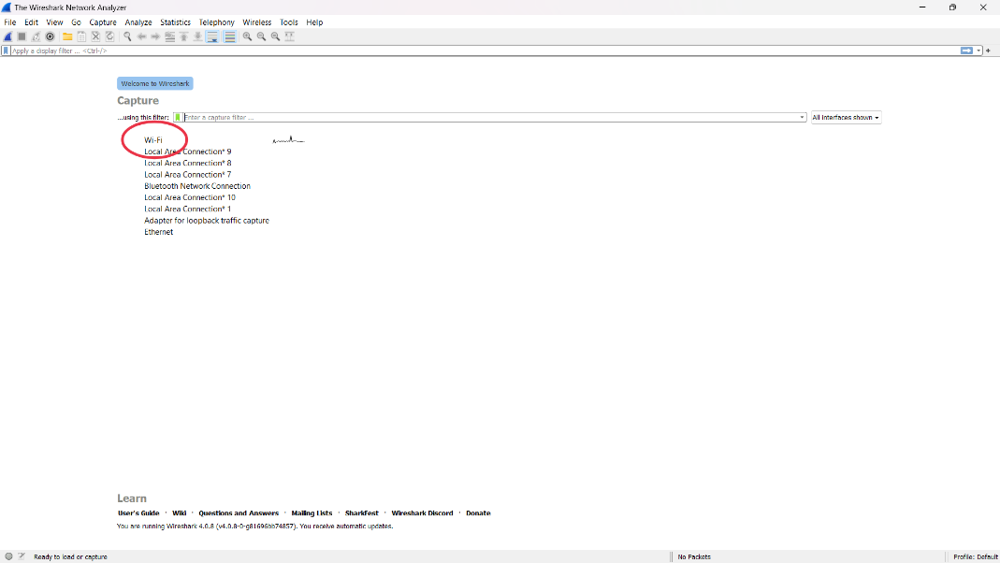 The Wireshark Network Analyzer
File Edit View Go Capture Analyze Statistics Telephony Wireless Tools Help
Apply a display filter ... <Ctrl-/>
Welcome to Wireshark
Capture
...using this filter: Enter a capture filter ... All interfaces shown
Wi-Fi
Local Area Connection* 9
Local Area Connection* 8
Local Area Connection* 7
Bluetooth Network Connection
Local Area Connection* 10
Local Area Connection* 1
Adapter for loopback traffic capture
Ethernet
Learn
User's Guide · Wiki · Questions and Answers · Mailing Lists · SharkFest · Wireshark Discord · Donate
You are running Wireshark 4.0.8 (v4.0.8-0-g81696bb74857). You receive automatic updates.
Ready to load or capture No Packets Profile: Default